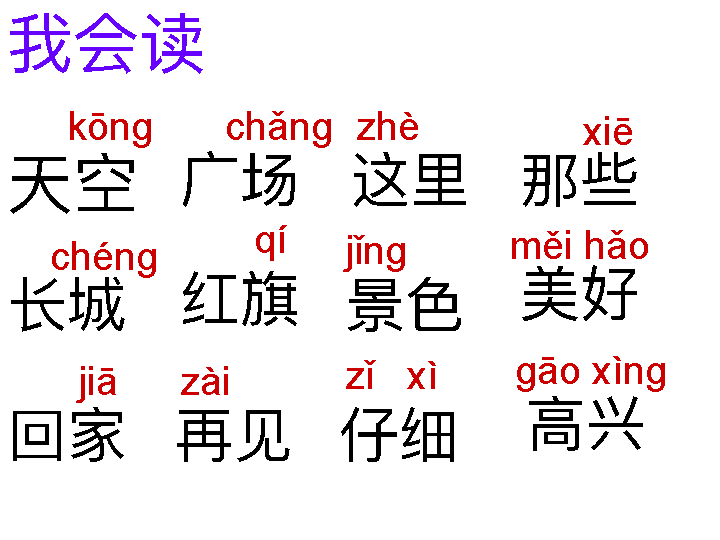 我会读
kōng chǎng zhè xiē
天空 广场 这里 那些
chéng qí jǐng měi hǎo
长城 红旗 景色 美好
jiā zài zǐ xì gāo xìng
回家 再见 仔细 高兴